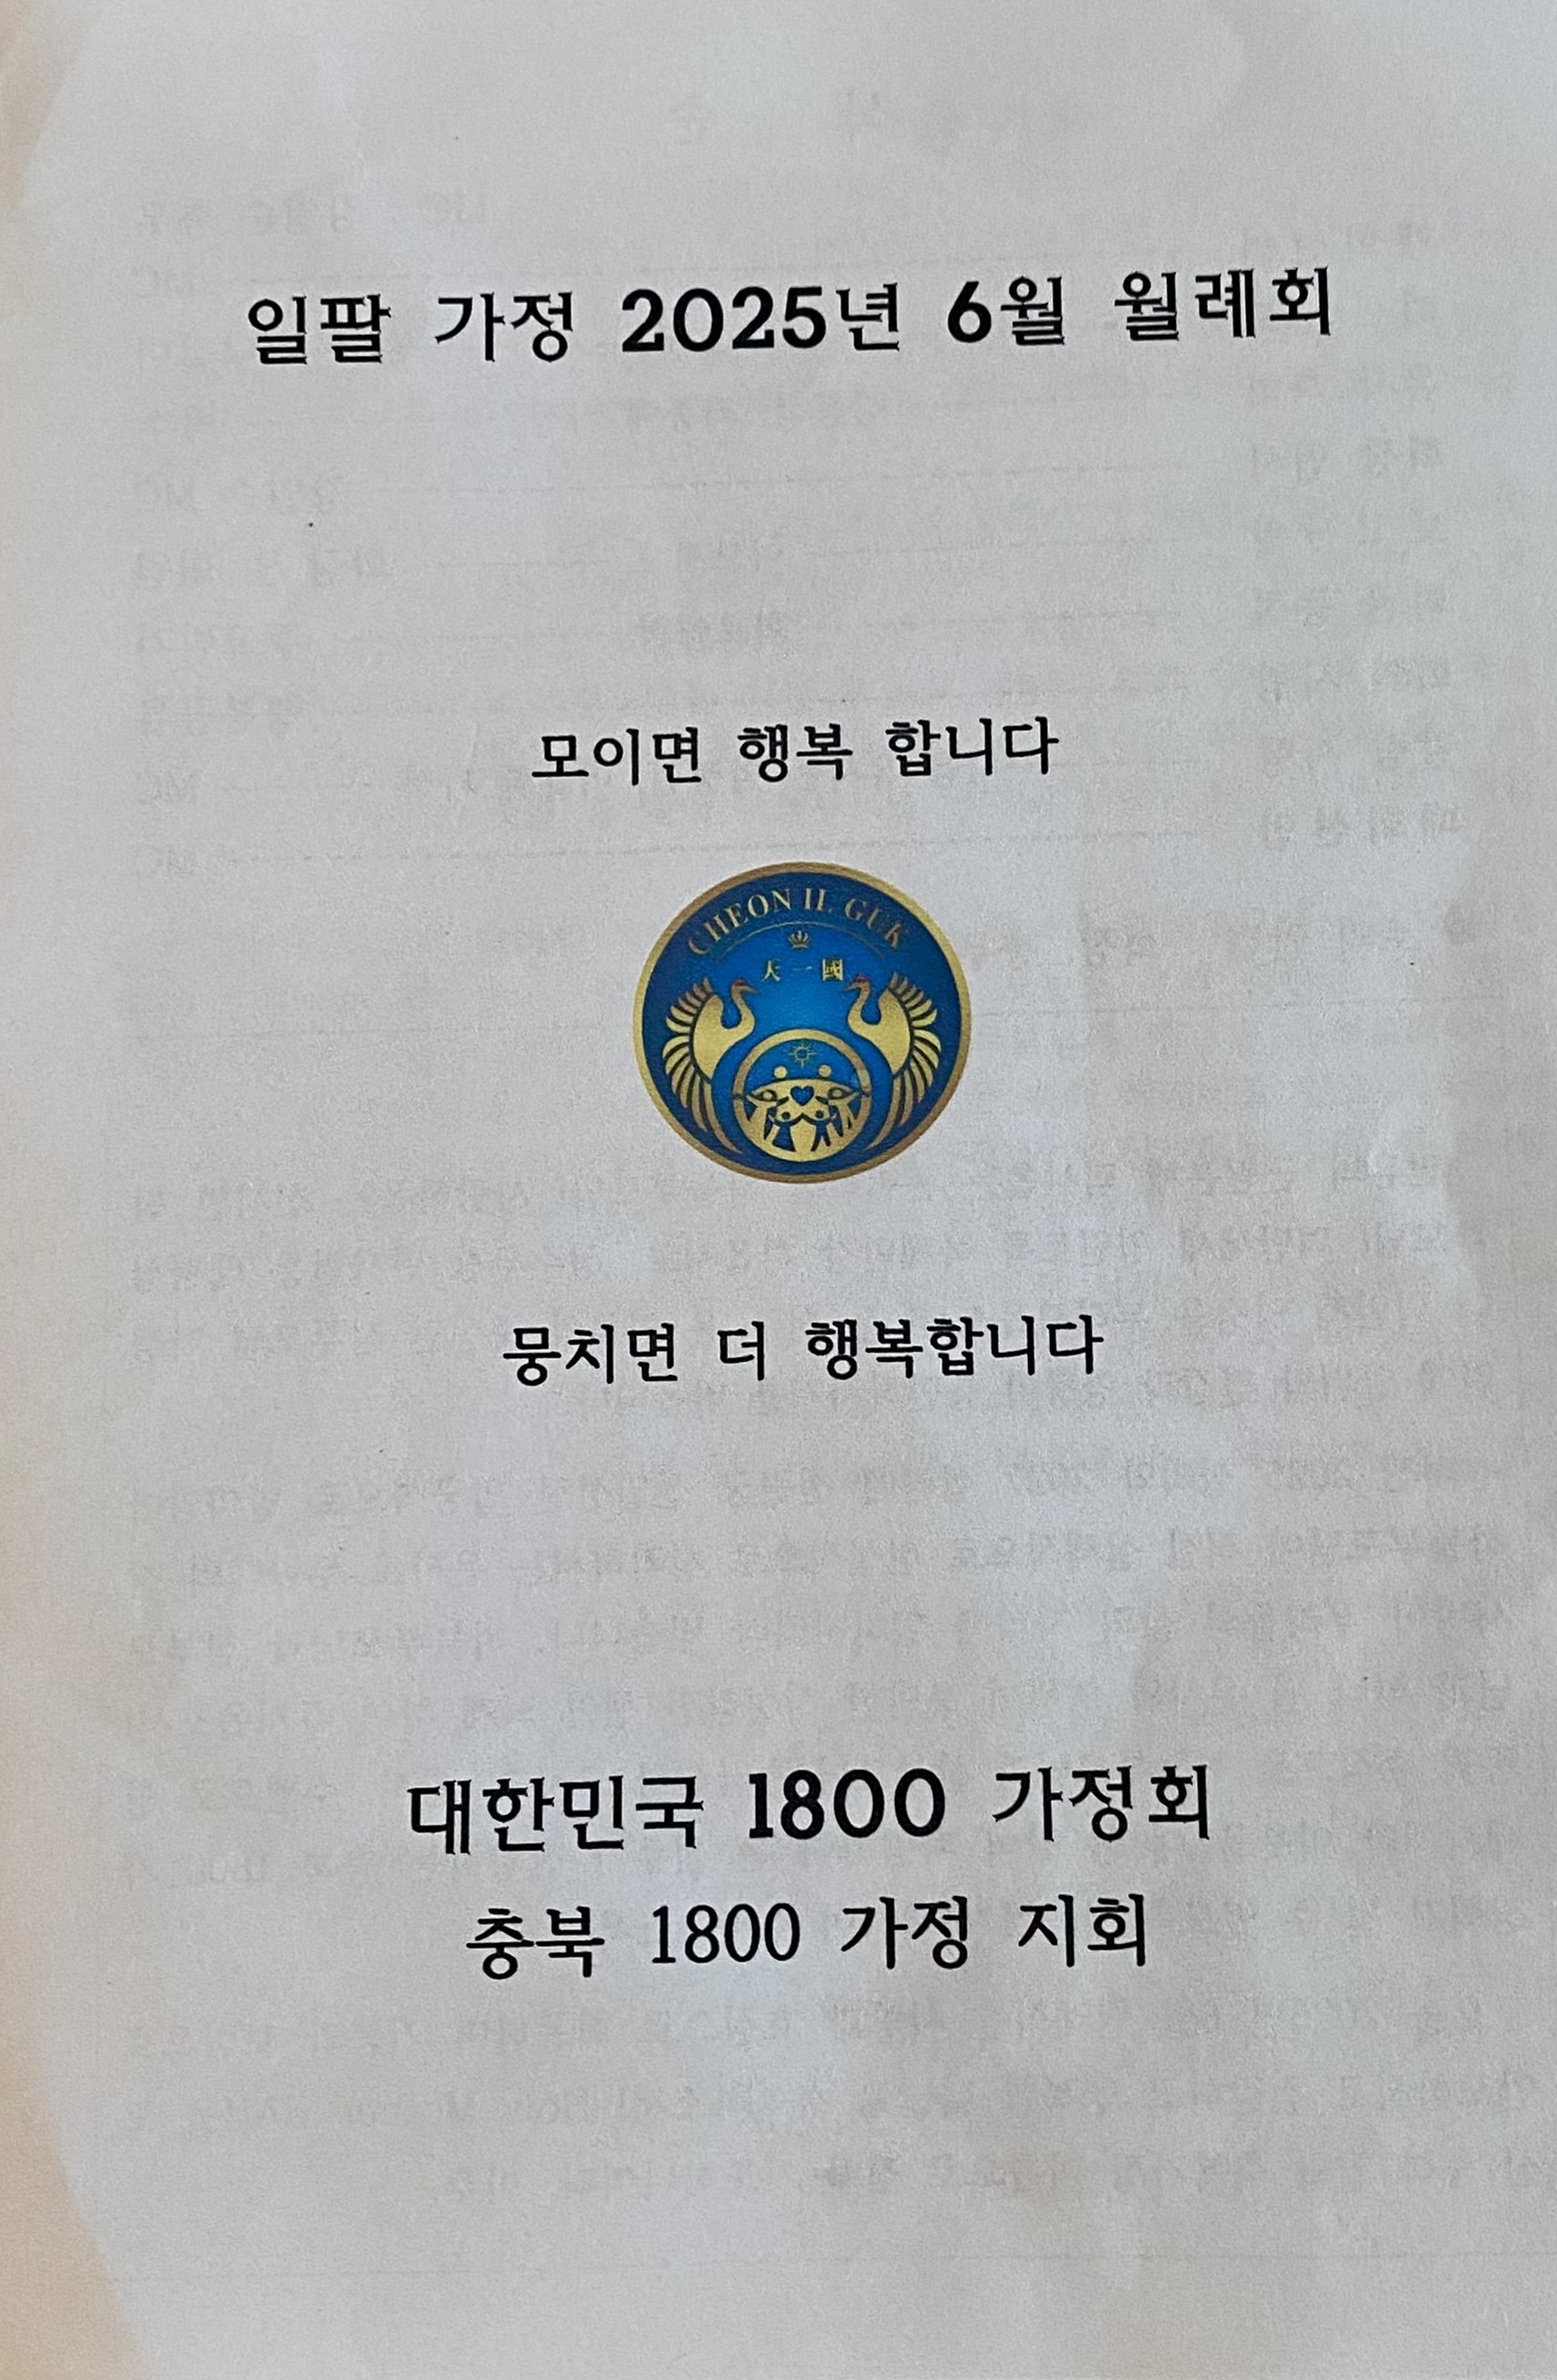 일팔 가정 2025년 6월 월례회
모이면 행복 합니다
CHEON IL GUK
天一國
뭉치면 더 행복합니다
대한민국 1800 가정회
충북 1800 가정 지회